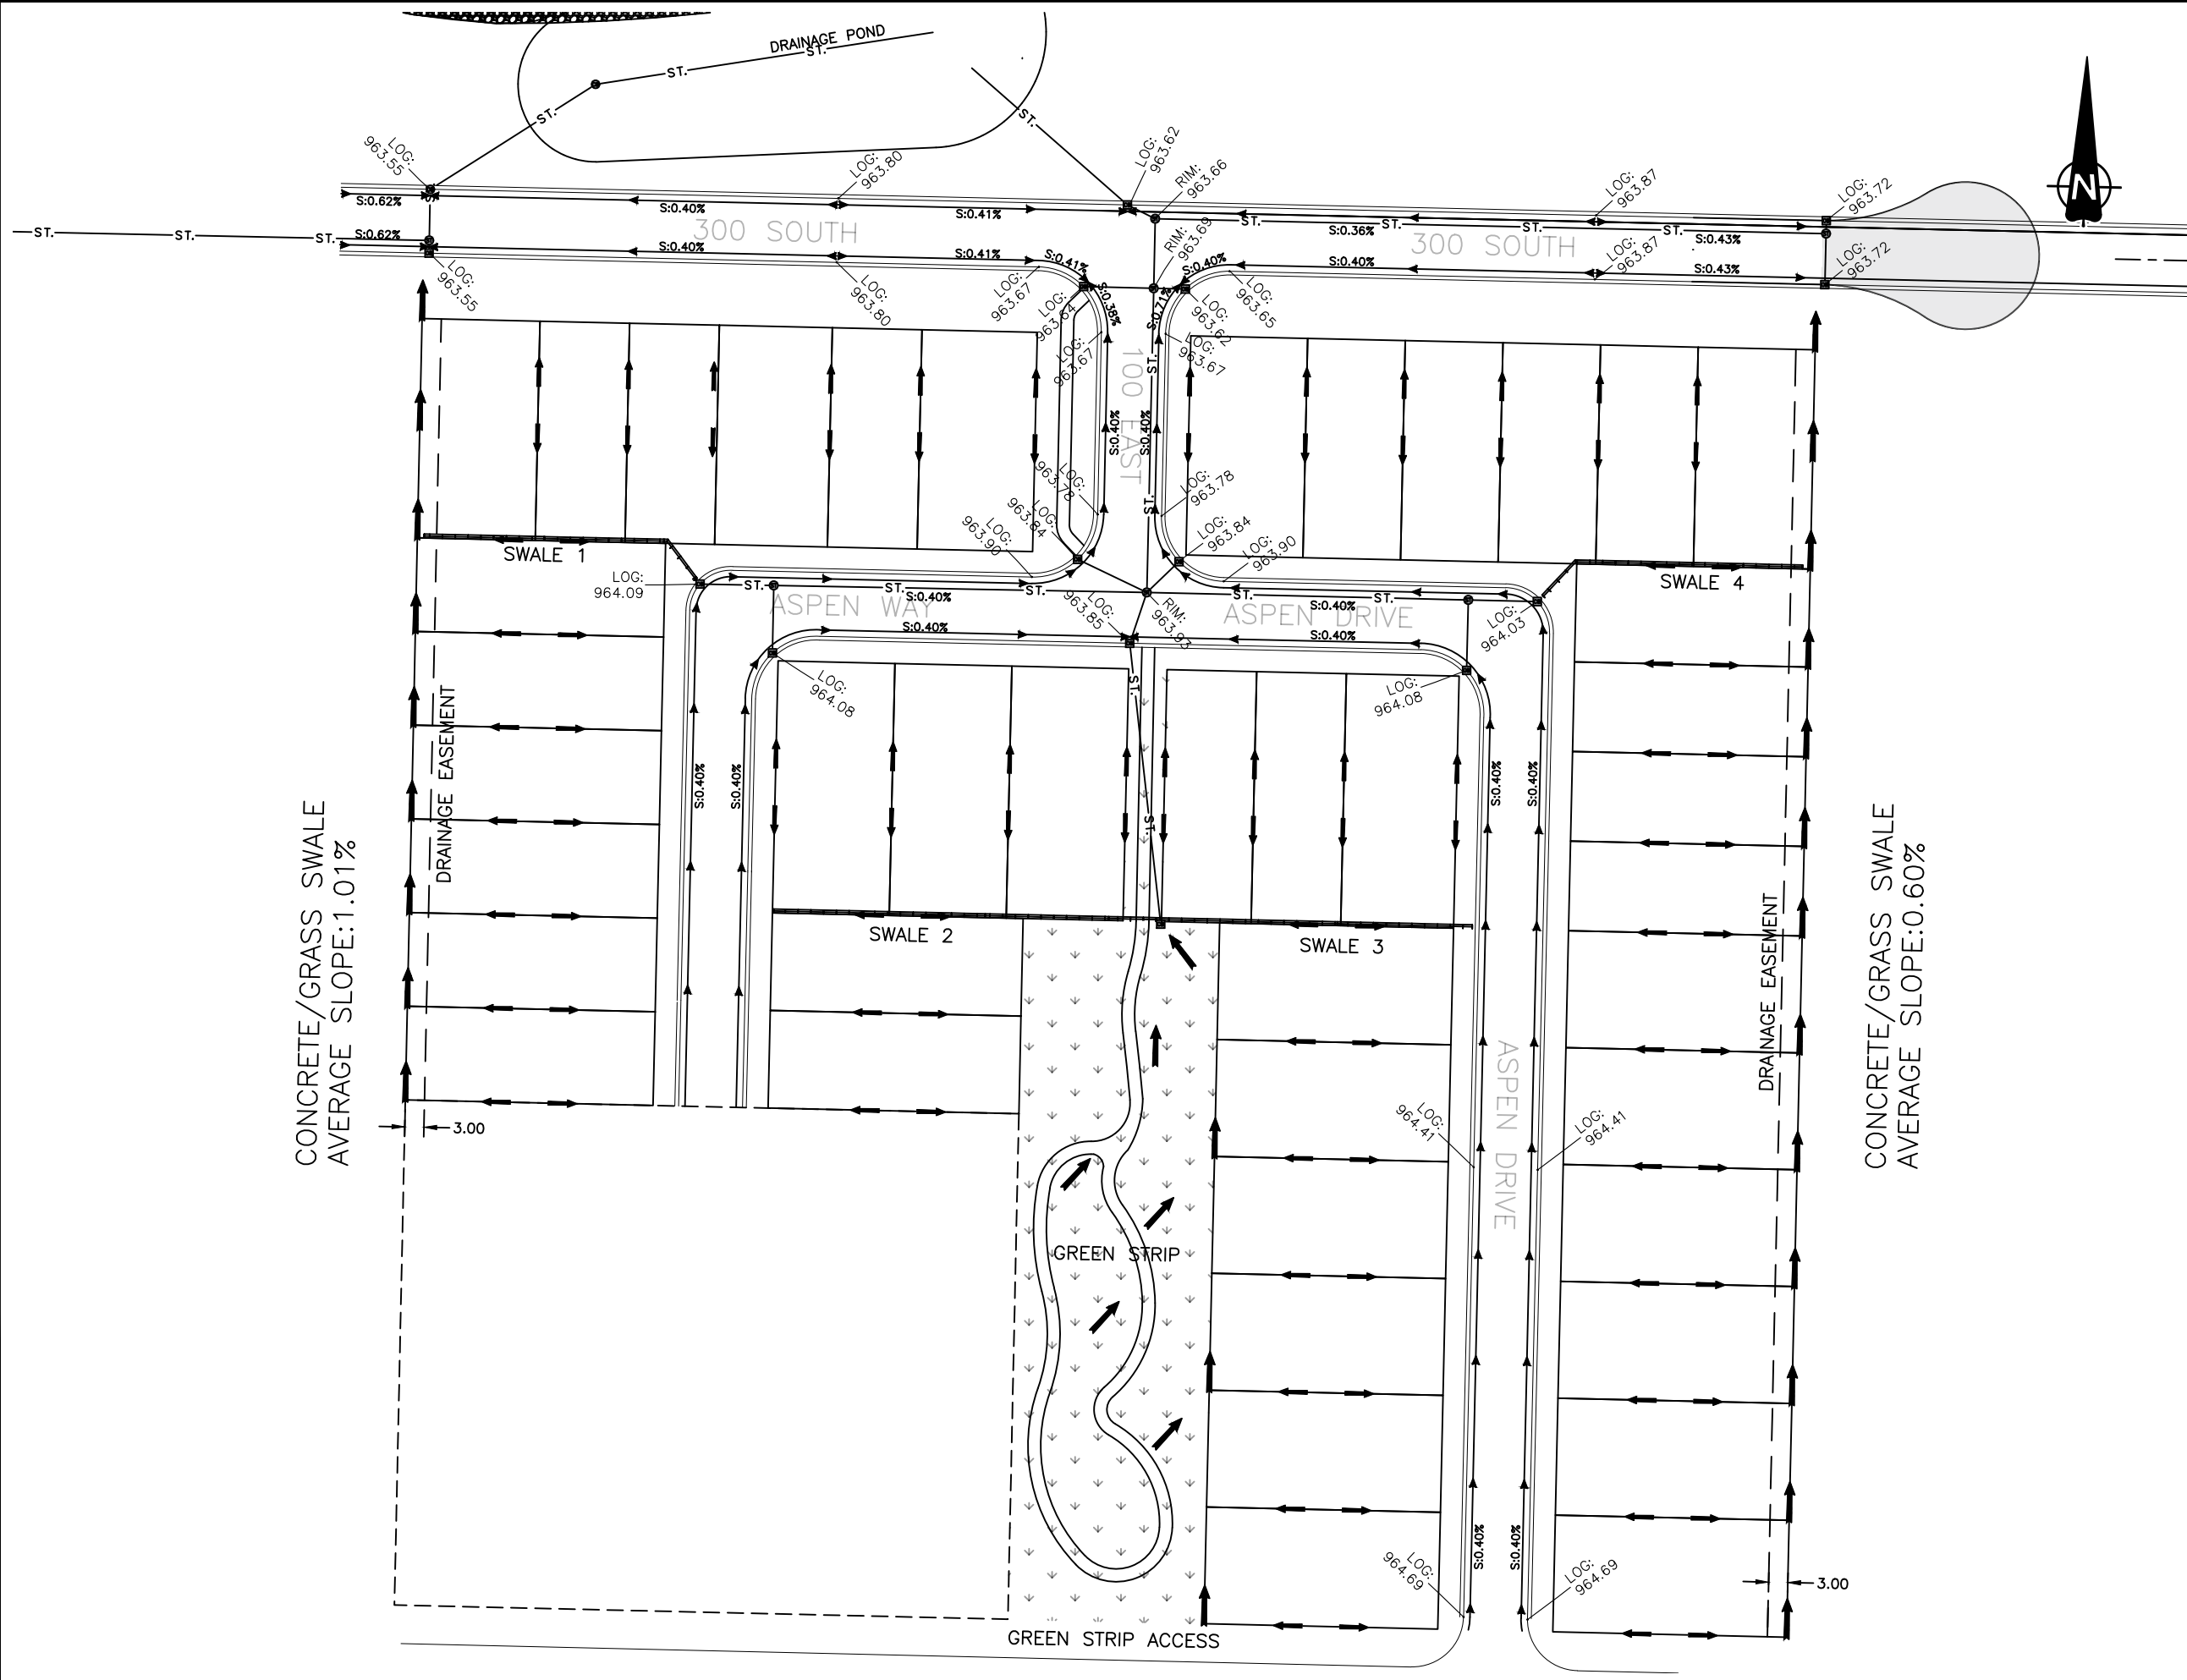 DRAINAGE POND
ST.
ST.
ST.
ST.
LOG:
963.55
LOG:
963.80
LOG:
963.62
RIM:
963.66
LOG:
963.87
LOG:
963.72
N
S:0.62%
S:0.40%
S:0.41%
300 SOUTH
ST.
ST.
ST.
S:0.62%
S:0.40%
S:0.41%
S:0.41%
RIM:
963.69
ST.
ST.
ST.
ST.
S:0.36%
S:0.43%
300 SOUTH
S:0.40%
S:0.40%
LOG:
963.87
S:0.43%
LOG:
963.72
LOG:
963.55
LOG:
963.80
LOG:
963.67
LOG:
963.64
S:0.38%
S:0.71%
LOG:
963.62
LOG:
963.65
LOG:
963.67
LOG:
963.67
ST.
100 EAST
S:0.40%
S:0.40%
LOG:
963.78
LOG:
963.78
ST.
LOG:
963.84
LOG:
963.90
LOG:
963.84
LOG:
963.90
SWALE 1
SWALE 4
LOG:
964.09
ST.
ST.
ST.
S:0.40%
ASPEN WAY
LOG:
963.85
RIM:
963.93
ST.
ST.
S:0.40%
ASPEN DRIVE
LOG:
964.03
S:0.40%
S:0.40%
LOG:
964.08
LOG:
964.08
ST.
ST.
DRAINAGE EASEMENT
S:0.40%
S:0.40%
S:0.40%
S:0.40%
CONCRETE/GRASS SWALE
AVERAGE SLOPE:1.01%
CONCRETE/GRASS SWALE
AVERAGE SLOPE:0.60%
SWALE 2
SWALE 3
DRAINAGE EASEMENT
3.00
LOG:
964.41
ASPEN DRIVE
LOG:
964.41
GREEN STRIP
S:0.40%
S:0.40%
LOG:
964.69
LOG:
964.69
3.00
GREEN STRIP ACCESS